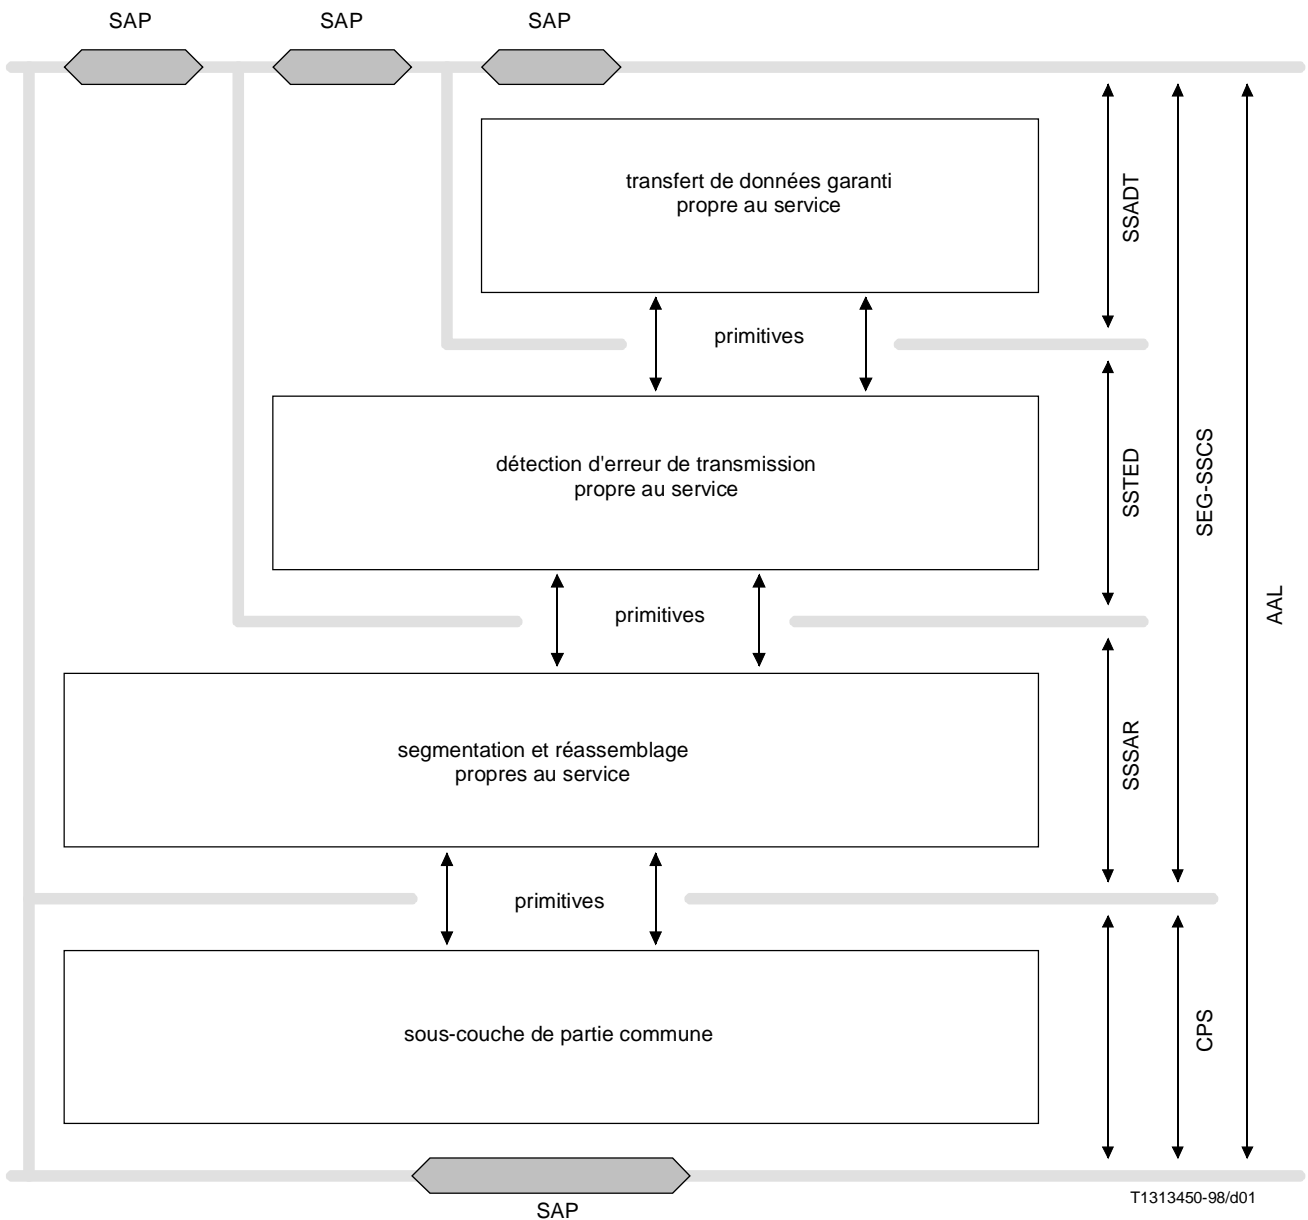 SAP
SAP
SAP
transfert de données garanti
propre au service
SSADT
primitives
détection d'erreur de transmission
propre au service
SSTED
SEG-SSCS
primitives
AAL
segmentation et réassemblage
propres au service
SSSAR
primitives
sous-couche de partie commune
CPS
SAP
T1313450-98/d01